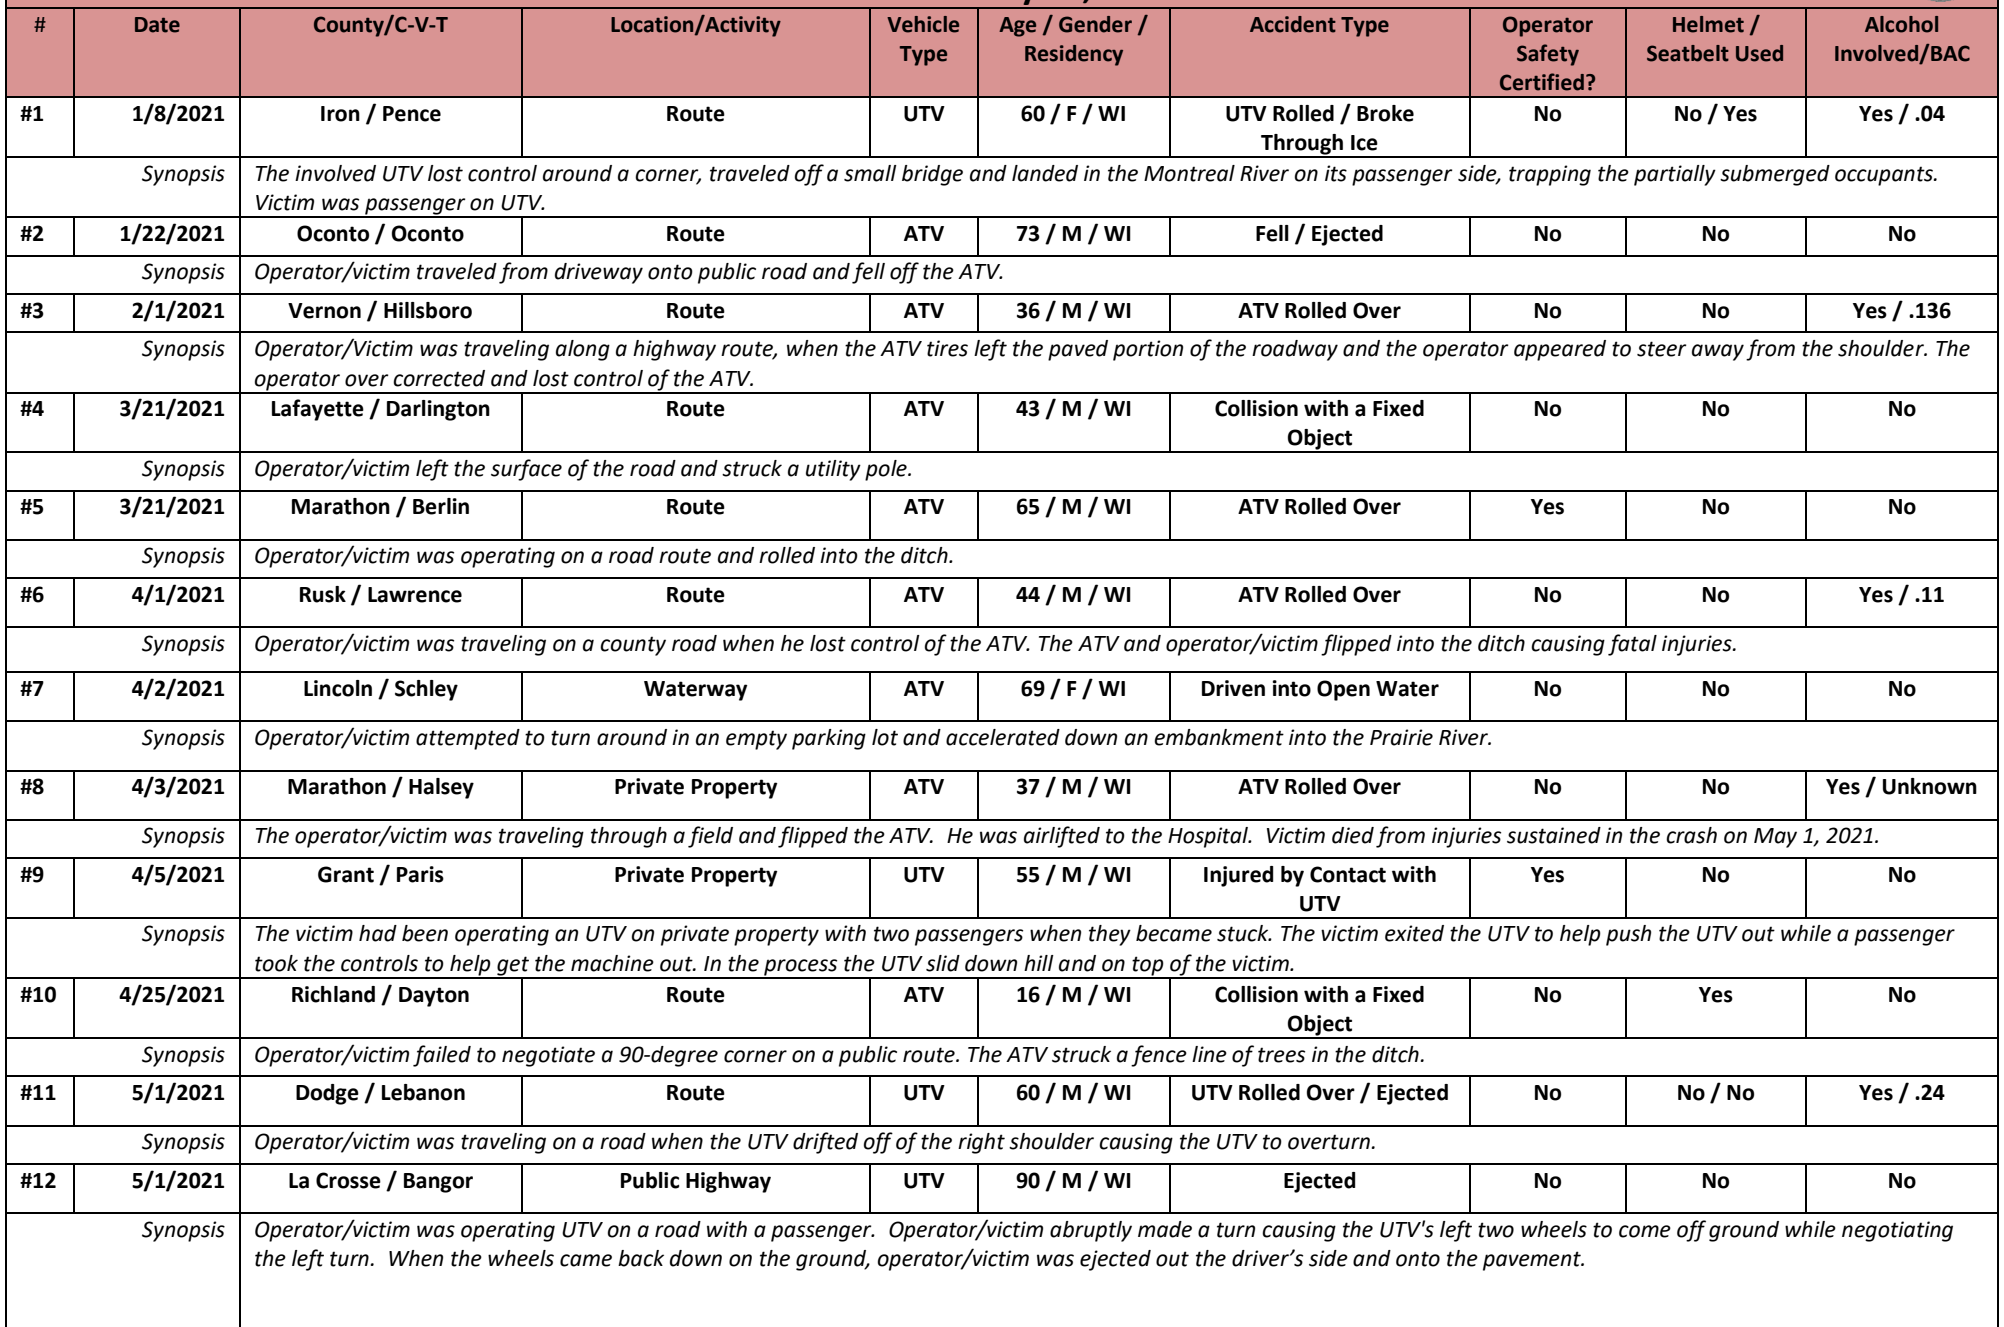 # Date County/C-V-T Location/Activity Vehicle Age / Gender / Accident Type Operator Helmet / Alcohol
Type Residency Safety Seatbelt Used Involved/BAC
Certified?
#1 1/8/2021 Iron / Pence Route UTV 60 / F / WI UTV Rolled / Broke No No / Yes Yes / .04
Through Ice
Synopsis The involved UTV lost control around a corner, traveled off a small bridge and landed in the Montreal River on its passenger side, trapping the partially submerged occupants.
Victim was passenger on UTV.
#2 1/22/2021 Oconto / Oconto Route ATV 73 / M / WI Fell / Ejected No No No
Synopsis Operator/victim traveled from driveway onto public road and fell off the ATV.
#3 2/1/2021 Vernon / Hillsboro Route ATV 36 / M / WI ATV Rolled Over No No Yes / .136
Synopsis Operator/Victim was traveling along a highway route, when the ATV tires left the paved portion of the roadway and the operator appeared to steer away from the shoulder. The
operator over corrected and lost control of the ATV.
#4 3/21/2021 Lafayette / Darlington Route ATV 43 / M / WI Collision with a Fixed No No No
Object
Synopsis Operator/victim left the surface of the road and struck a utility pole.
#5 3/21/2021 Marathon / Berlin Route ATV 65 / M / WI ATV Rolled Over Yes No No
Synopsis Operator/victim was operating on a road route and rolled into the ditch.
#6 4/1/2021 Rusk / Lawrence Route ATV 44 / M / WI ATV Rolled Over No No Yes / .11
Synopsis Operator/victim was traveling on a county road when he lost control of the ATV. The ATV and operator/victim flipped into the ditch causing fatal injuries.
#7 4/2/2021 Lincoln / Schley Waterway ATV 69 / F / WI Driven into Open Water No No No
Synopsis Operator/victim attempted to turn around in an empty parking lot and accelerated down an embankment into the Prairie River.
#8 4/3/2021 Marathon / Halsey Private Property ATV 37 / M / WI ATV Rolled Over No No Yes / Unknown
Synopsis The operator/victim was traveling through a field and flipped the ATV. He was airlifted to the Hospital. Victim died from injuries sustained in the crash on May 1, 2021.
#9 4/5/2021 Grant / Paris Private Property UTV 55 / M / WI Injured by Contact with Yes No No
UTV
Synopsis The victim had been operating an UTV on private property with two passengers when they became stuck. The victim exited the UTV to help push the UTV out while a passenger
took the controls to help get the machine out. In the process the UTV slid down hill and on top of the victim.
#10 4/25/2021 Richland / Dayton Route ATV 16 / M / WI Collision with a Fixed No Yes No
Object
Synopsis Operator/victim failed to negotiate a 90-degree corner on a public route. The ATV struck a fence line of trees in the ditch.
#11 5/1/2021 Dodge / Lebanon Route UTV 60 / M / WI UTV Rolled Over / Ejected No No / No Yes / .24
Synopsis Operator/victim was traveling on a road when the UTV drifted off of the right shoulder causing the UTV to overturn.
#12 5/1/2021 La Crosse / Bangor Public Highway UTV 90 / M / WI Ejected No No No
Synopsis Operator/victim was operating UTV on a road with a passenger. Operator/victim abruptly made a turn causing the UTV's left two wheels to come off ground while negotiating
the left turn. When the wheels came back down on the ground, operator/victim was ejected out the driver’s side and onto the pavement.